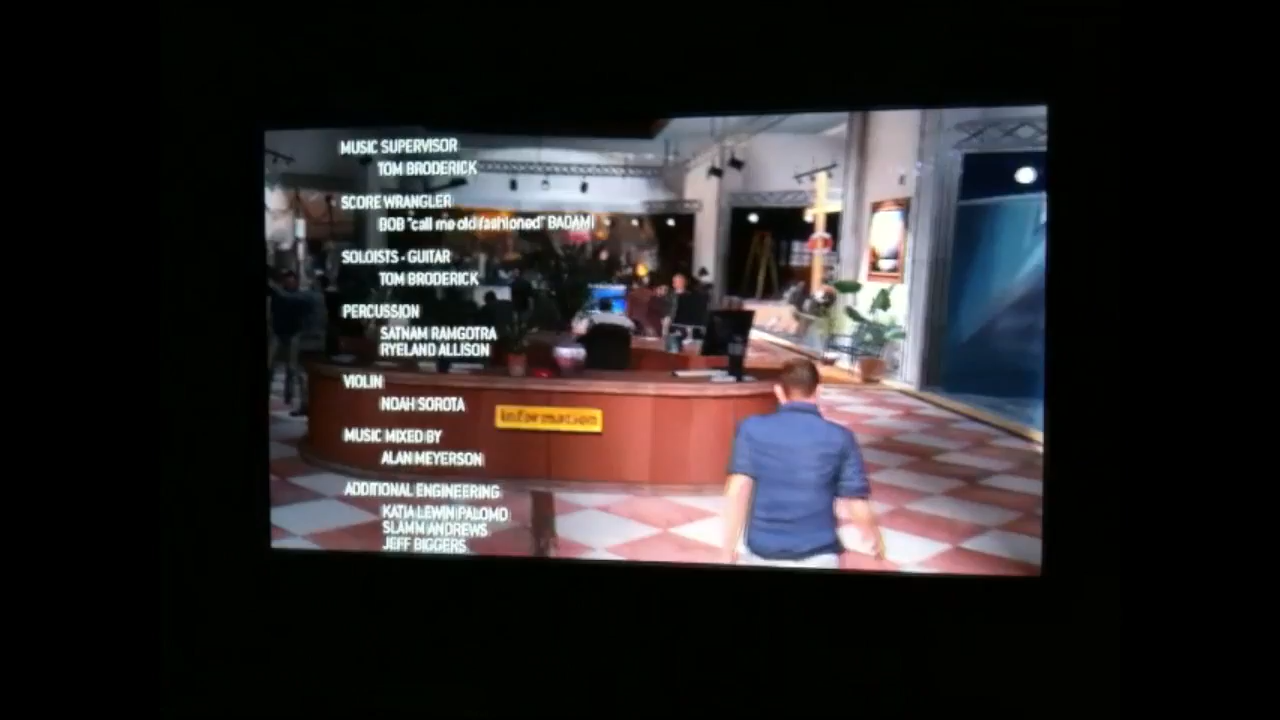 MUSIC SUPERVISOR
TOM BRODERICK
SCORE WRANGLER
BOB "call me old fashioned" BADAMI
SOLOISTS - GUITAR
TOM BRODERICK
PERCUSSION
SATNAM RAMGOTRA
RYELAND ALLISON
VIOLIN
NOAH SOROTA
MUSIC MIXED BY
ALAN MEYERSON
ADDITIONAL ENGINEERING
KATIA LEWIN PALOMO
SLAMM ANDREWS
JEFF BIGGERS
information